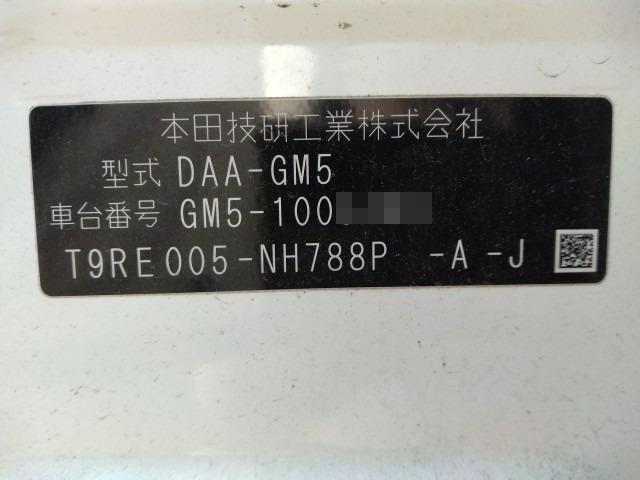 本田技研工業株式会社
型式 DAA-GM5
車台番号 GM5-100
T9RE005-NH788P -A -J